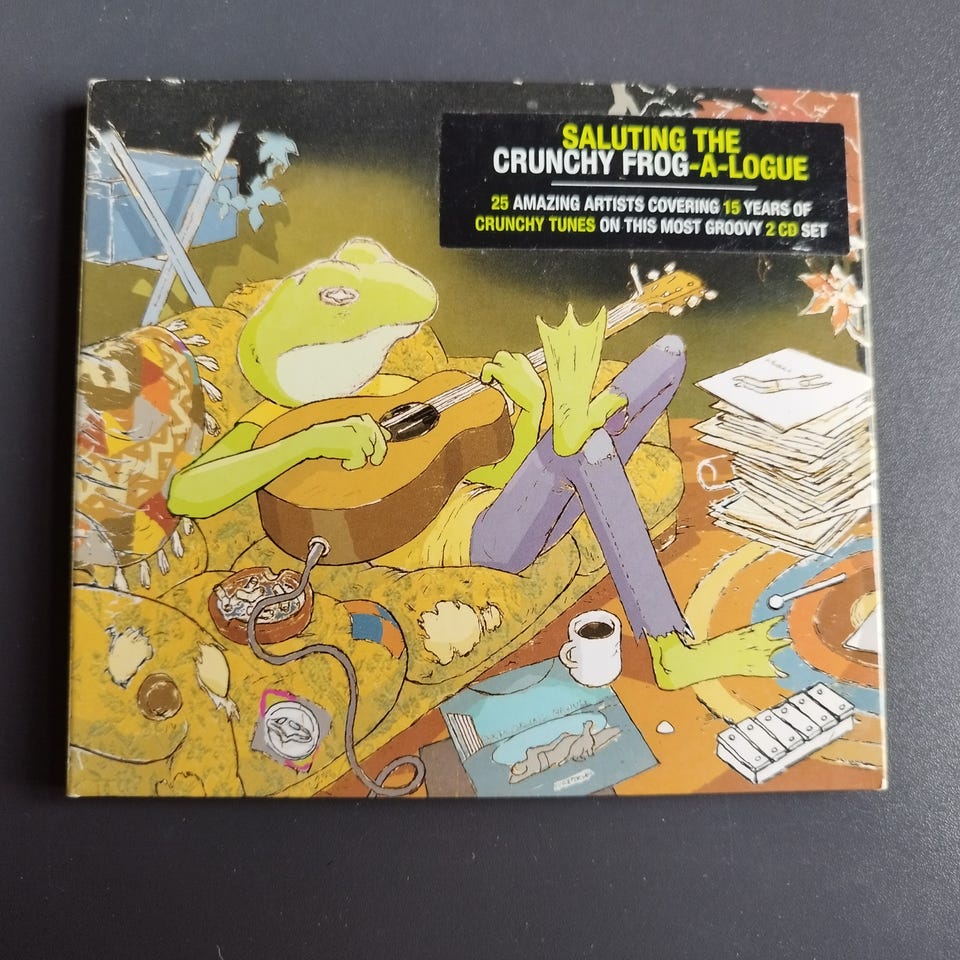 SALUTING THE
CRUNCHY FROG-A-LOGUE
25 AMAZING ARTISTS COVERING 15 YEARS OF
CRUNCHY TUNES ON THIS MOST GROOVY 2 CD SET